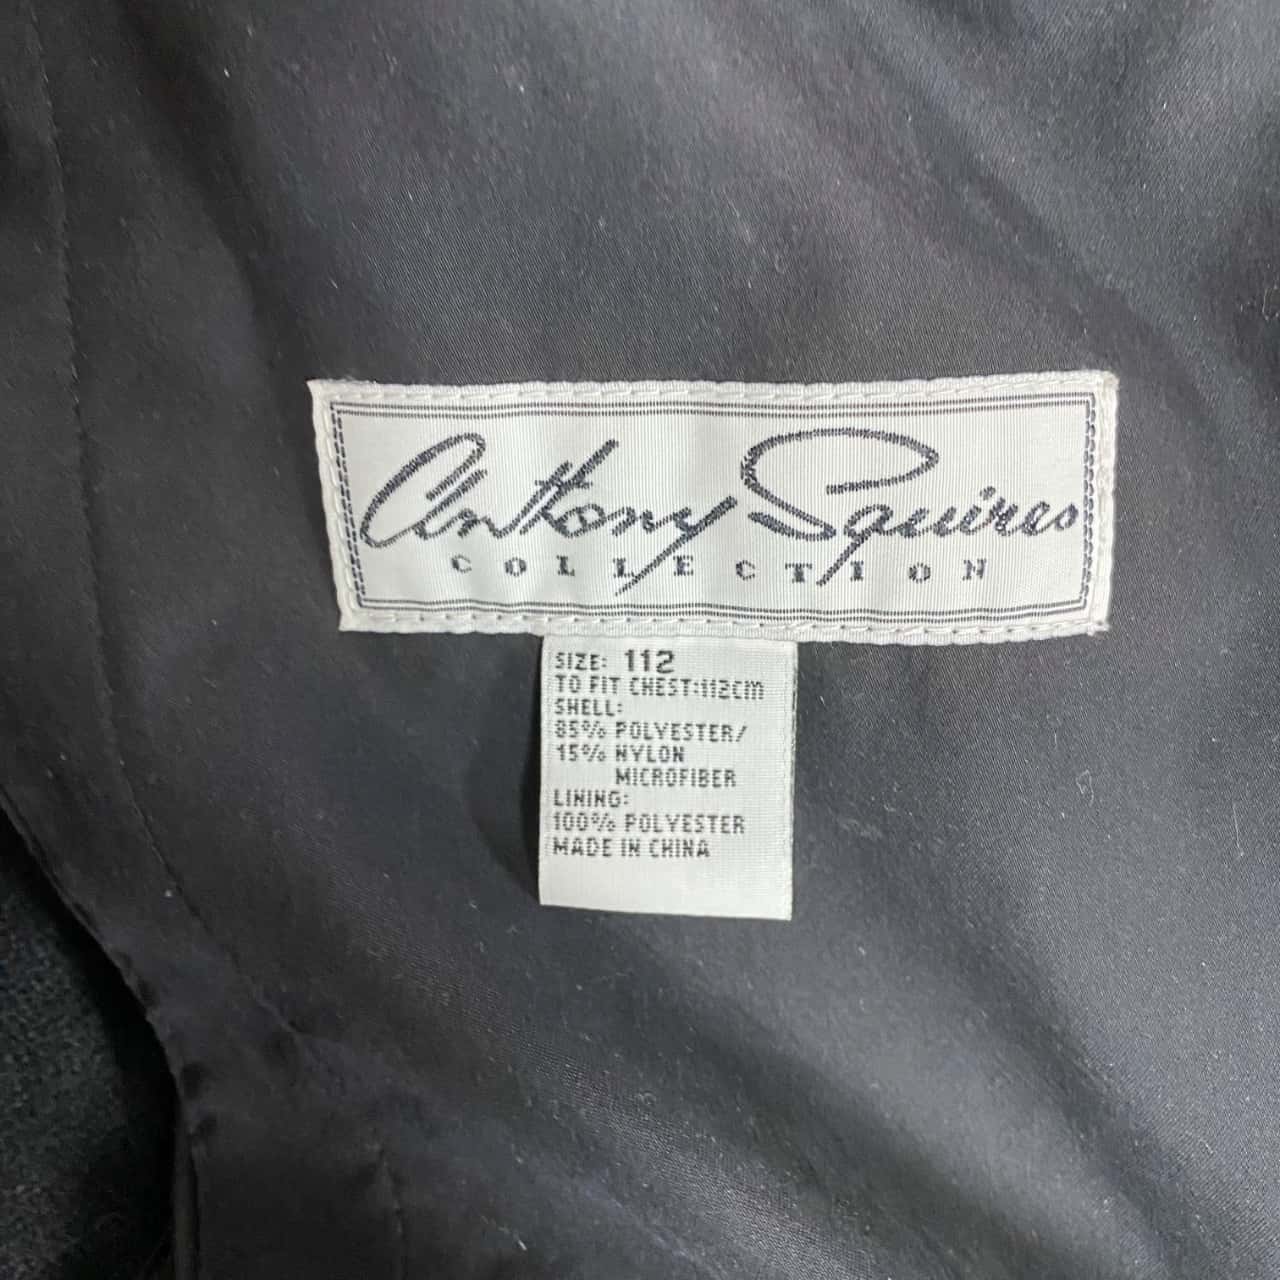 Anthony Squires
COLLECTION
SIZE: 112
TO FIT CHEST:112CM
SHELL:
85% POLYESTER/
15% NYLON
MICROFIBER
LINING:
100% POLYESTER
MADE IN CHINA